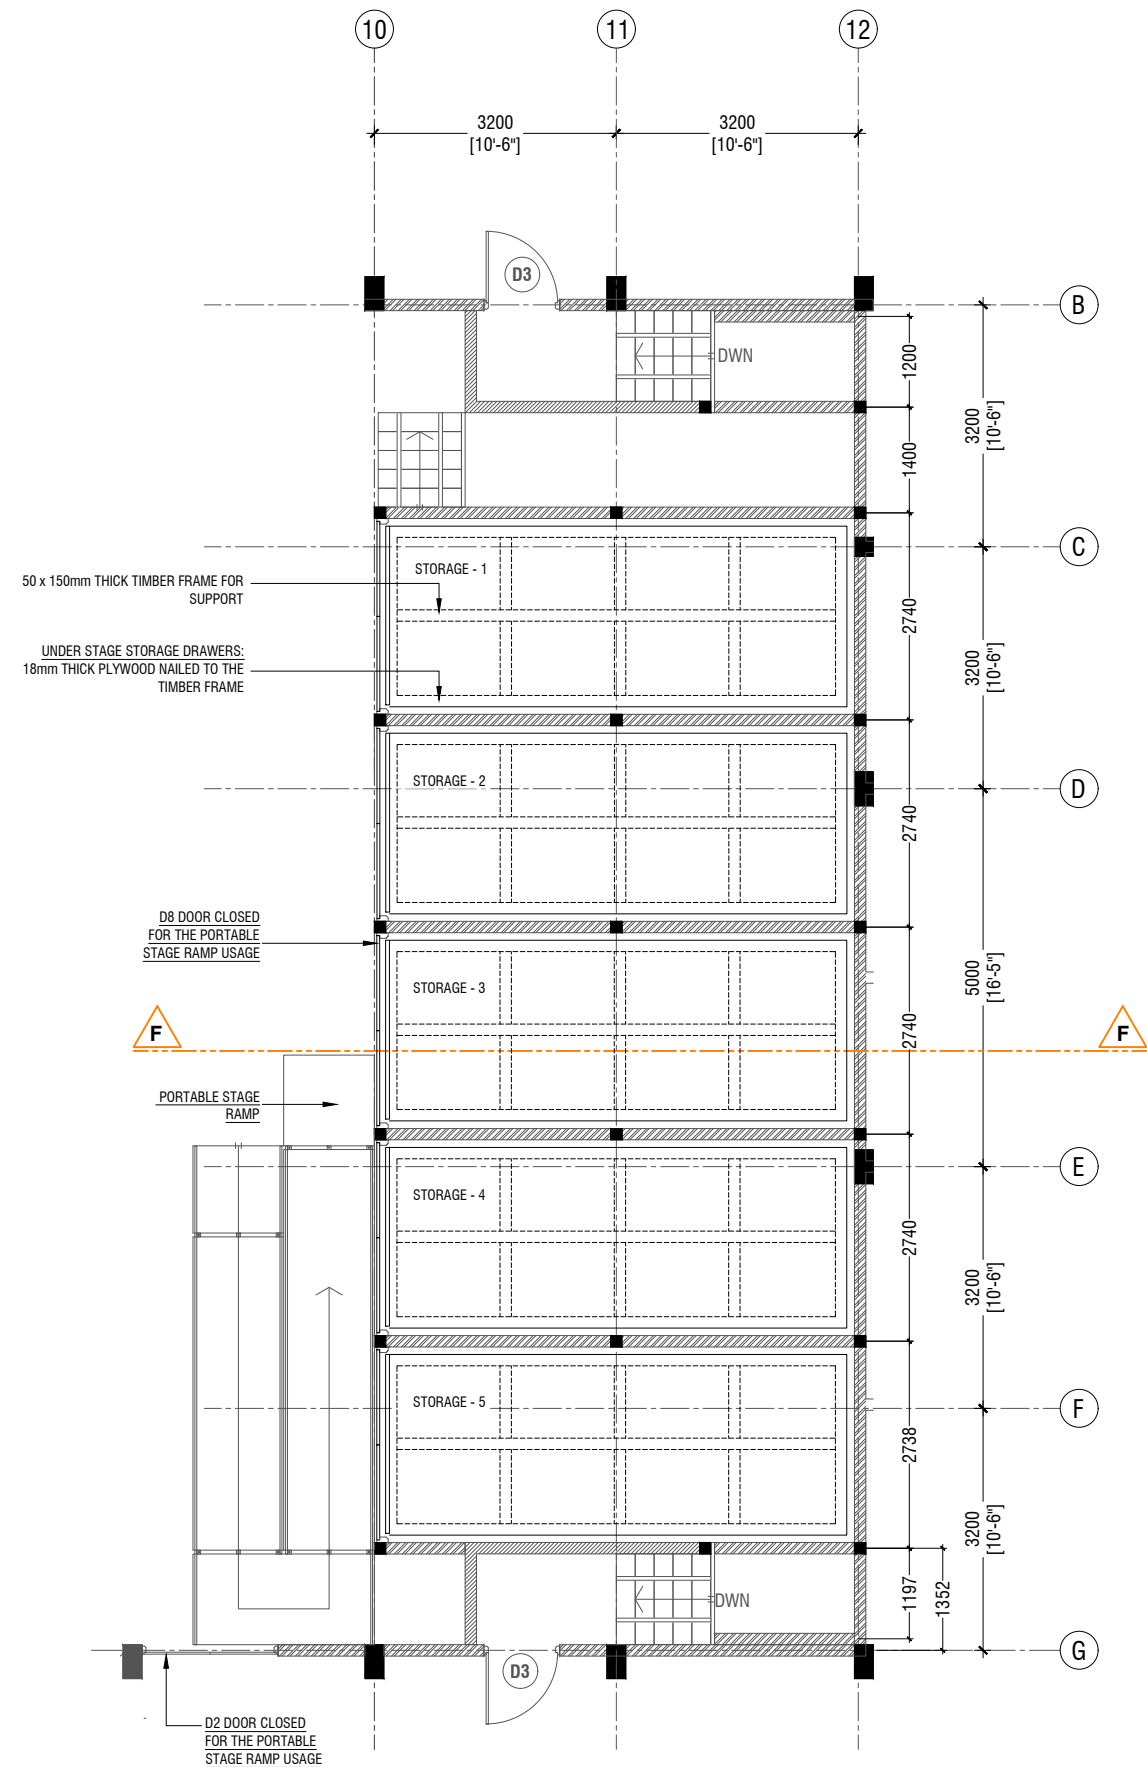 10
11
12
3200
[10'-6"]
3200
[10'-6"]
D3
B
DWN
1200
3200
[10'-6"]
1400
C
STORAGE - 1
50 x 150mm THICK TIMBER FRAME FOR
SUPPORT
2740
UNDER STAGE STORAGE DRAWERS:
18mm THICK PLYWOOD NAILED TO THE
TIMBER FRAME
3200
[10'-6"]
STORAGE - 2
D
2740
D8 DOOR CLOSED
FOR THE PORTABLE
STAGE RAMP USAGE
STORAGE - 3
5000
[16'-5"]
F
F
2740
PORTABLE STAGE
RAMP
E
STORAGE - 4
2740
3200
[10'-6"]
STORAGE - 5
F
2738
3200
[10'-6"]
DWN
1197
1352
G
D3
D2 DOOR CLOSED
FOR THE PORTABLE
STAGE RAMP USAGE